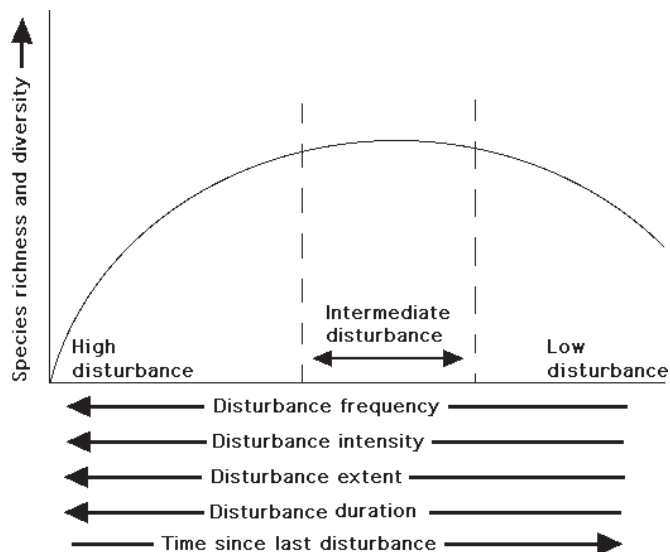 Species richness and diversity
Intermediate
disturbance
High
disturbance
Low
disturbance
Disturbance frequency
Disturbance intensity
Disturbance extent
Disturbance duration
Time since last disturbance